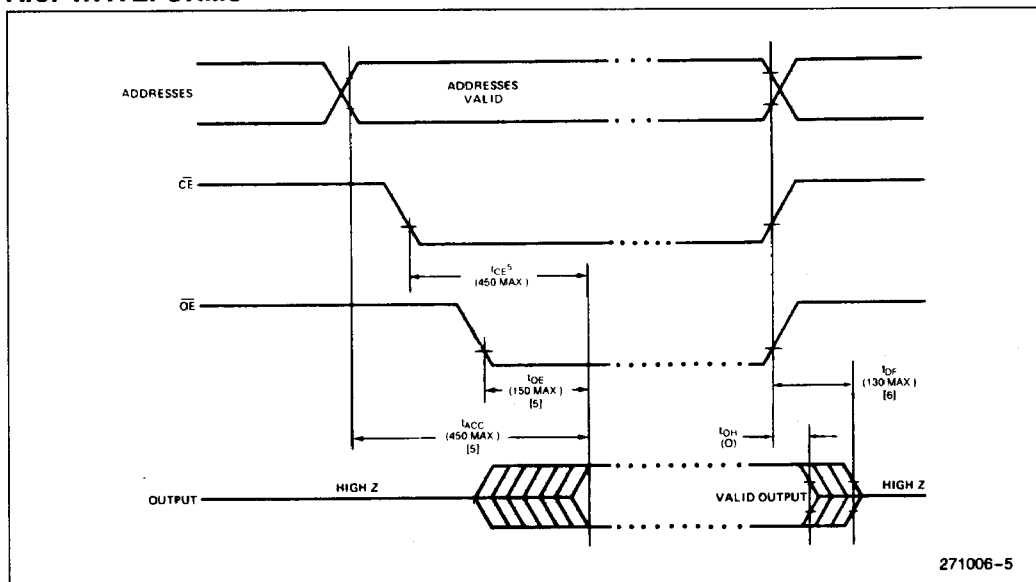 ADDRESSES
ADDRESSES
VALID
CE
tCE5
(450 MAX)
OE
tOE
(150 MAX)
[5]
tDF
(130 MAX)
[6]
tACC
(450 MAX)
[5]
tOH
(O)
OUTPUT
HIGH Z
VALID OUTPUT
HIGH Z
271006-5